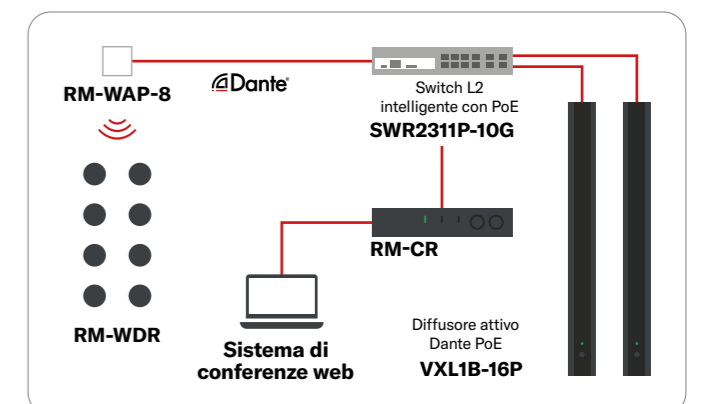 RM-WAP-8
Dante
Switch L2
intelligente con PoE
SWR2311P-10G
RM-CR
RM-WDR
Sistema di
conferenze web
Diffusore attivo
Dante PoE
VXL1B-16P